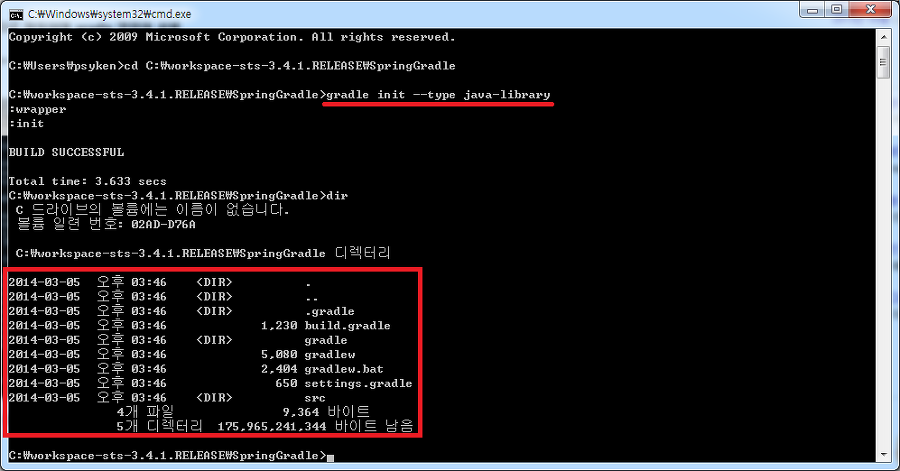 C:₩Windows₩system32₩cmd.exe
Copyright (c) 2009 Microsoft Corporation. All rights reserved.
C:₩Users₩psyken>cd C:₩workspace-sts-3.4.1.RELEASE₩SpringGradle
C:₩workspace-sts-3.4.1.RELEASE₩SpringGradle>gradle init --type java-library
:wrapper
:init
BUILD SUCCESSFUL
Total time: 3.633 secs
C:₩workspace-sts-3.4.1.RELEASE₩SpringGradle>dir
C 드라이브의 볼륨에는 이름이 없습니다.
볼륨 일련 번호: 02AD-D76A
C:₩workspace-sts-3.4.1.RELEASE₩SpringGradle 디렉터리
2014-03-05 오후 03:46 <DIR> .
2014-03-05 오후 03:46 <DIR> ..
2014-03-05 오후 03:46 <DIR> .gradle
2014-03-05 오후 03:46 1,230 build.gradle
2014-03-05 오후 03:46 <DIR> gradle
2014-03-05 오후 03:46 5,080 gradlew
2014-03-05 오후 03:46 2,404 gradlew.bat
2014-03-05 오후 03:46 650 settings.gradle
2014-03-05 오후 03:46 <DIR> src
4개 파일 9,364 바이트
5개 디렉터리 175,965,241,344 바이트 남음
C:₩workspace-sts-3.4.1.RELEASE₩SpringGradle>